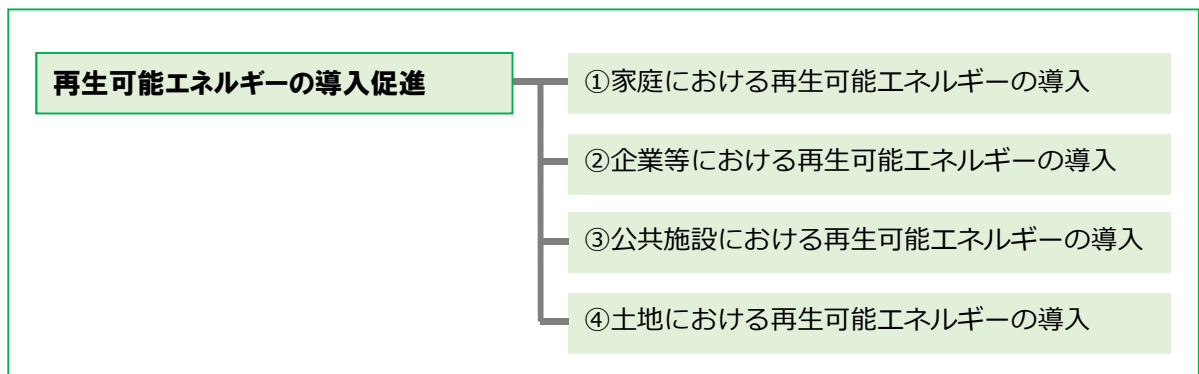 再生可能エネルギーの導入促進
①家庭における再生可能エネルギーの導入
②企業等における再生可能エネルギーの導入
③公共施設における再生可能エネルギーの導入
④土地における再生可能エネルギーの導入